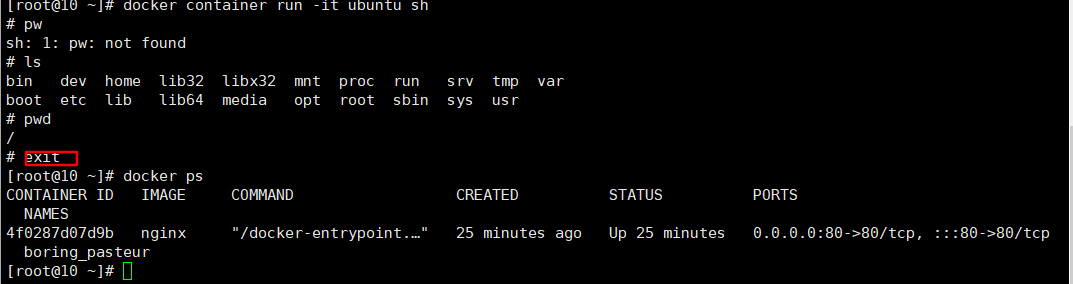 [root@10 ~]# docker container run -it ubuntu sh
# pw
sh: 1: pw: not found
# ls
bin   dev  home  lib32  libx32  mnt  proc  run   srv  tmp  var
boot  etc  lib   lib64  media   opt  root  sbin  sys  usr
# pwd
/
# exit
[root@10 ~]# docker ps
CONTAINER ID   IMAGE     COMMAND                  CREATED          STATUS          PORTS
  NAMES
4f0287d07d9b   nginx     "/docker-entrypoint.…"   25 minutes ago   Up 25 minutes   0.0.0.0:80->80/tcp, :::80->80/tcp
  boring_pasteur
[root@10 ~]#